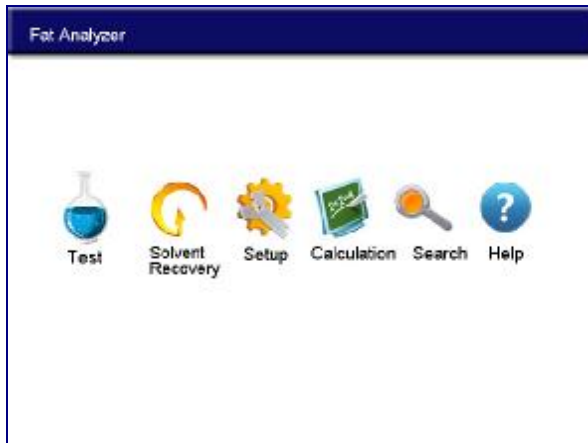 Fat Analyzer
Test
Solvent
Recovery
Setup
Calculation
Search
Help
?